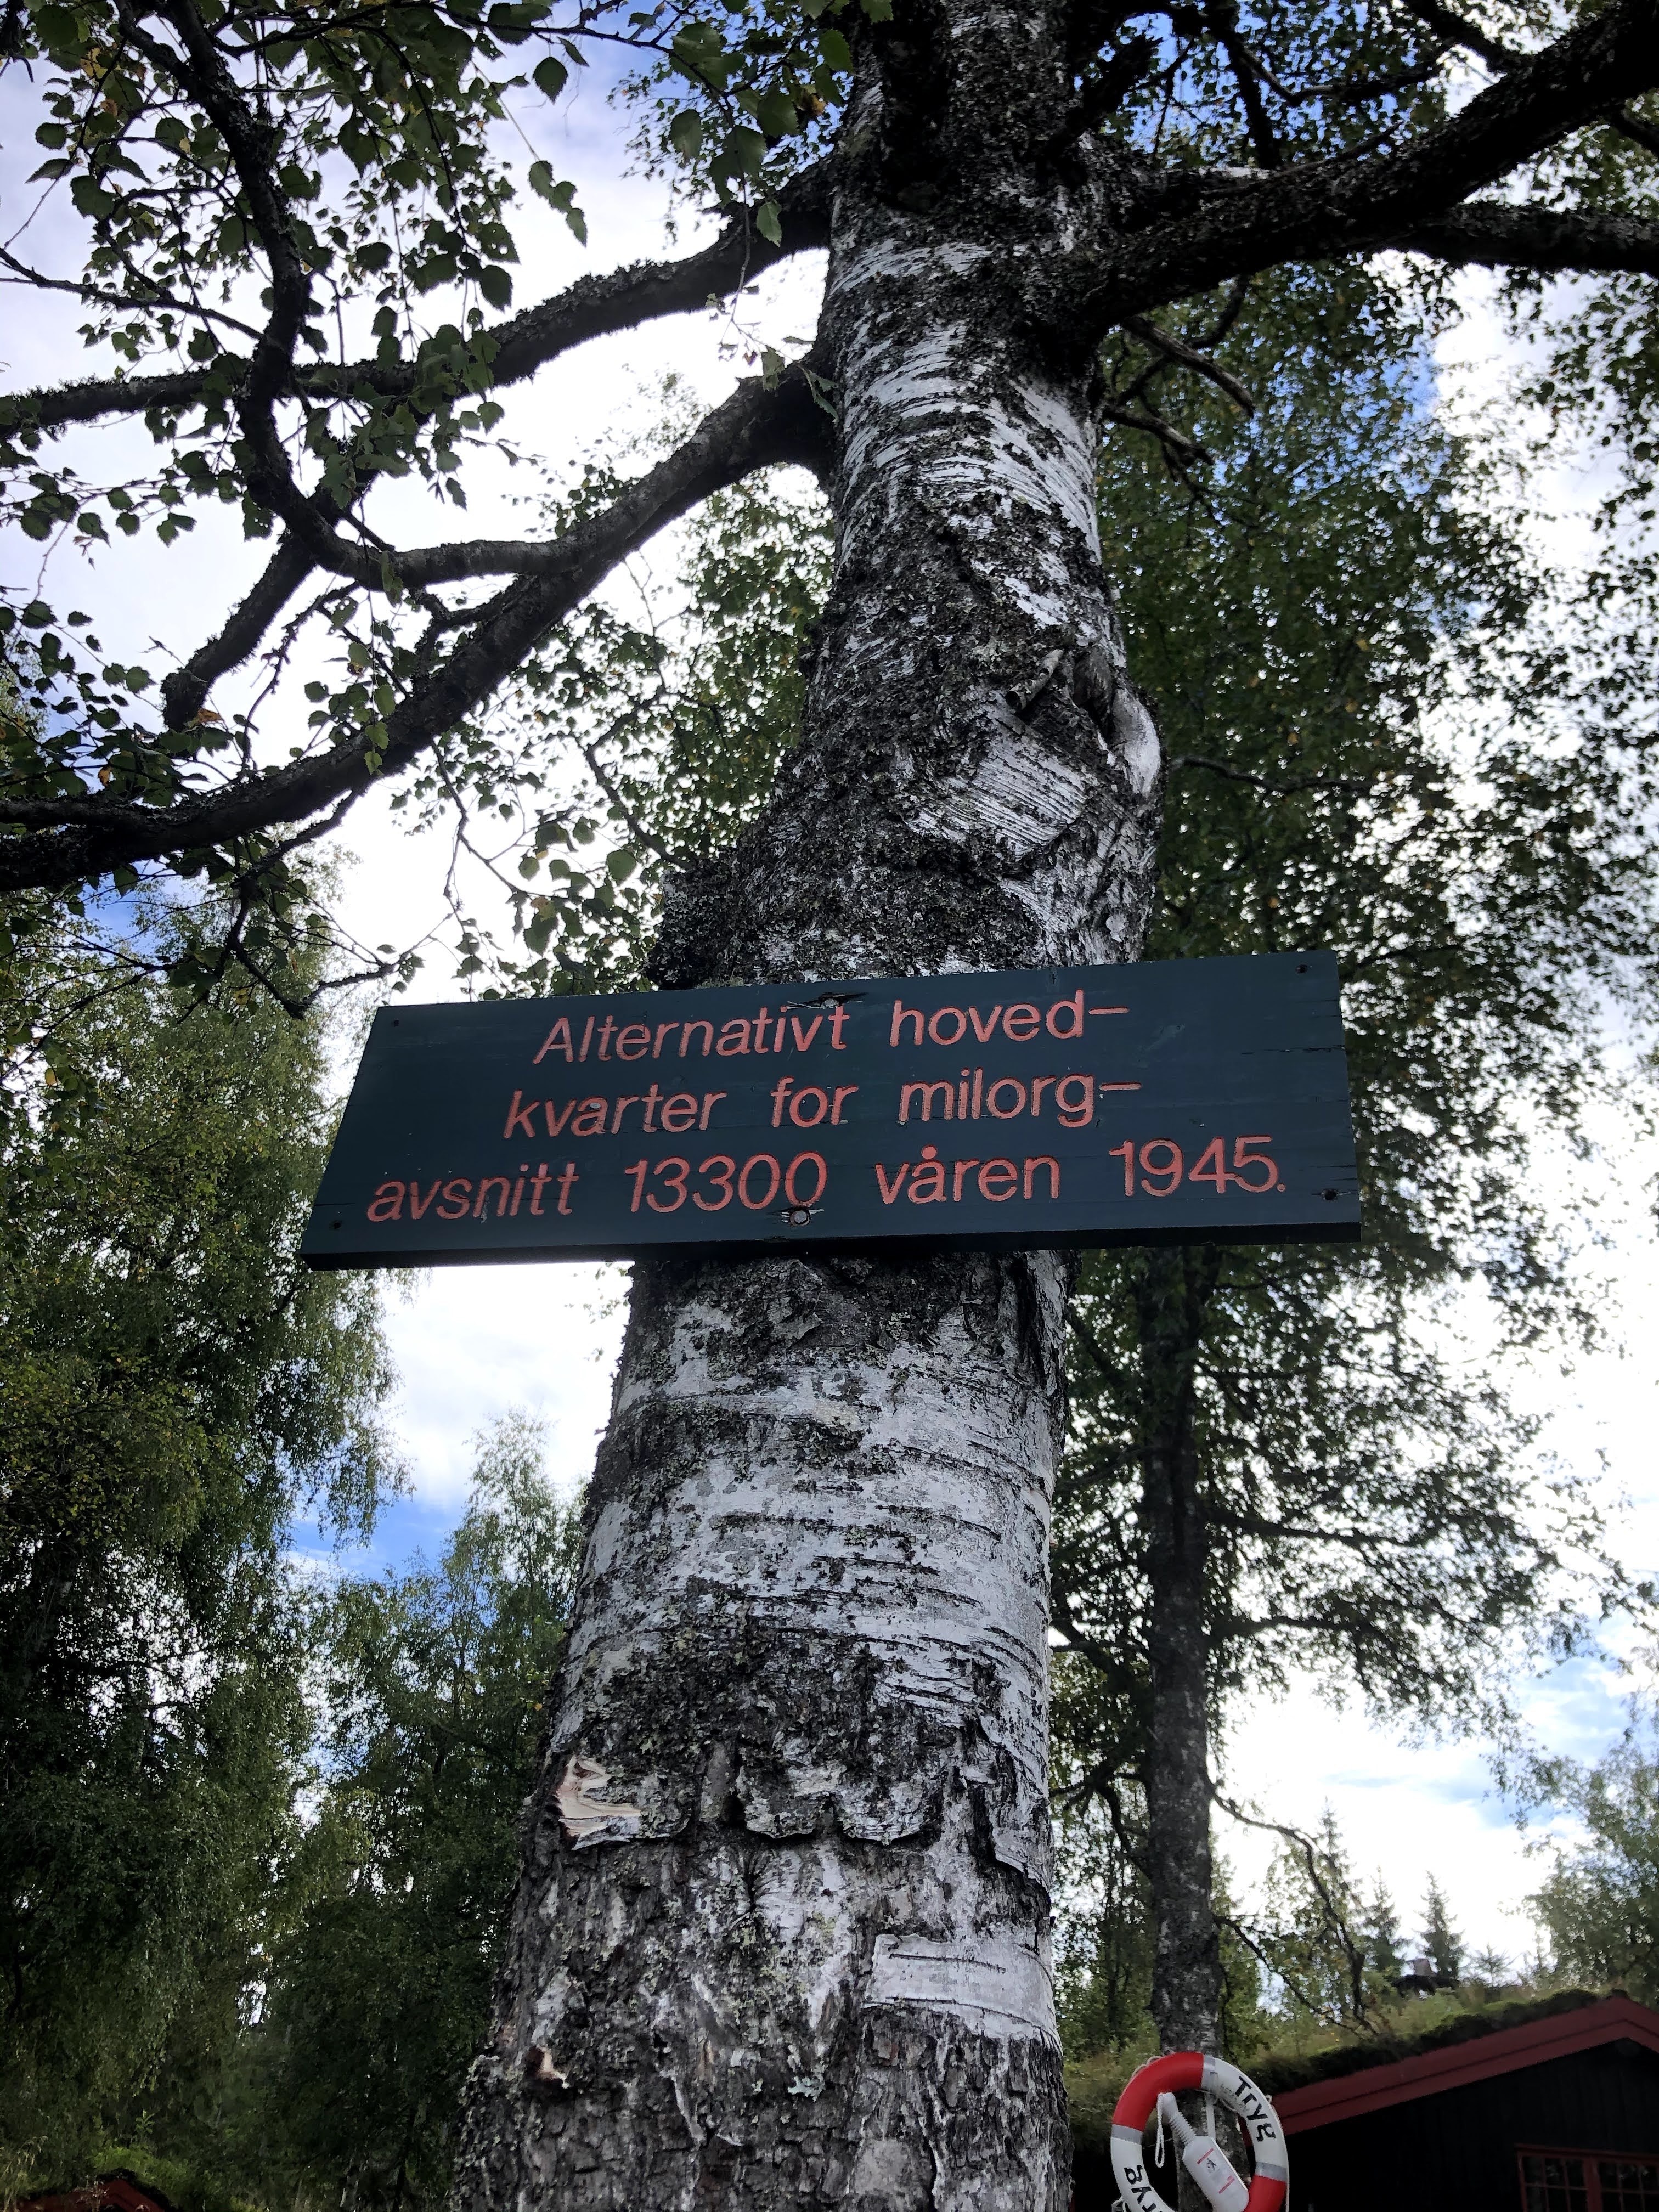 Alternativt hoved-
kvarter for milorg-
avsnitt 13300 våren 1945.
Tryg